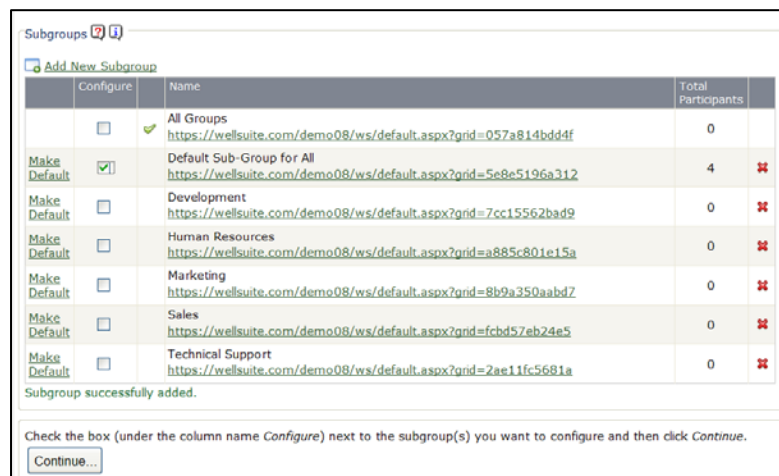 Subgroups
Add New Subgroup
Configure Name Total Participants
All Groups 0
https://wellsuite.com/demo08/ws/default.aspx?grid=057a814bdd4f
Make Default Default Sub-Group for All 4
https://wellsuite.com/demo08/ws/default.aspx?grid=5e8e5196a312
Make Default Development 0
https://wellsuite.com/demo08/ws/default.aspx?grid=7cc15562bad9
Make Default Human Resources 0
https://wellsuite.com/demo08/ws/default.aspx?grid=a885c801e15a
Make Default Marketing 0
https://wellsuite.com/demo08/ws/default.aspx?grid=8b9a350aabd7
Make Default Sales 0
https://wellsuite.com/demo08/ws/default.aspx?grid=fcbd57eb24e5
Make Default Technical Support 0
https://wellsuite.com/demo08/ws/default.aspx?grid=2ae11fc5681a
Subgroup successfully added.
Check the box (under the column name Configure) next to the subgroup(s) you want to configure and then click Continue.
Continue...